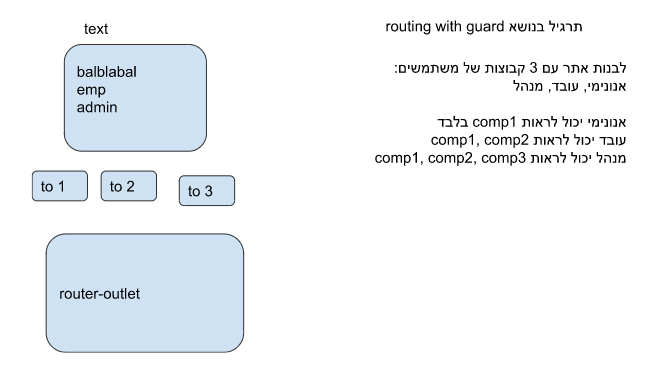 text
balblabal
emp
admin
to 1
to 2
to 3
router-outlet
תרגיל בנושא routing with guard
לבנות אתר עם 3 קבוצות של משתמשים:
אנונימי, עובד, מנהל
אנונימי יכול לראות comp1 בלבד
עובד יכול לראות comp1, comp2
מנהל יכול לראות comp1, comp2, comp3